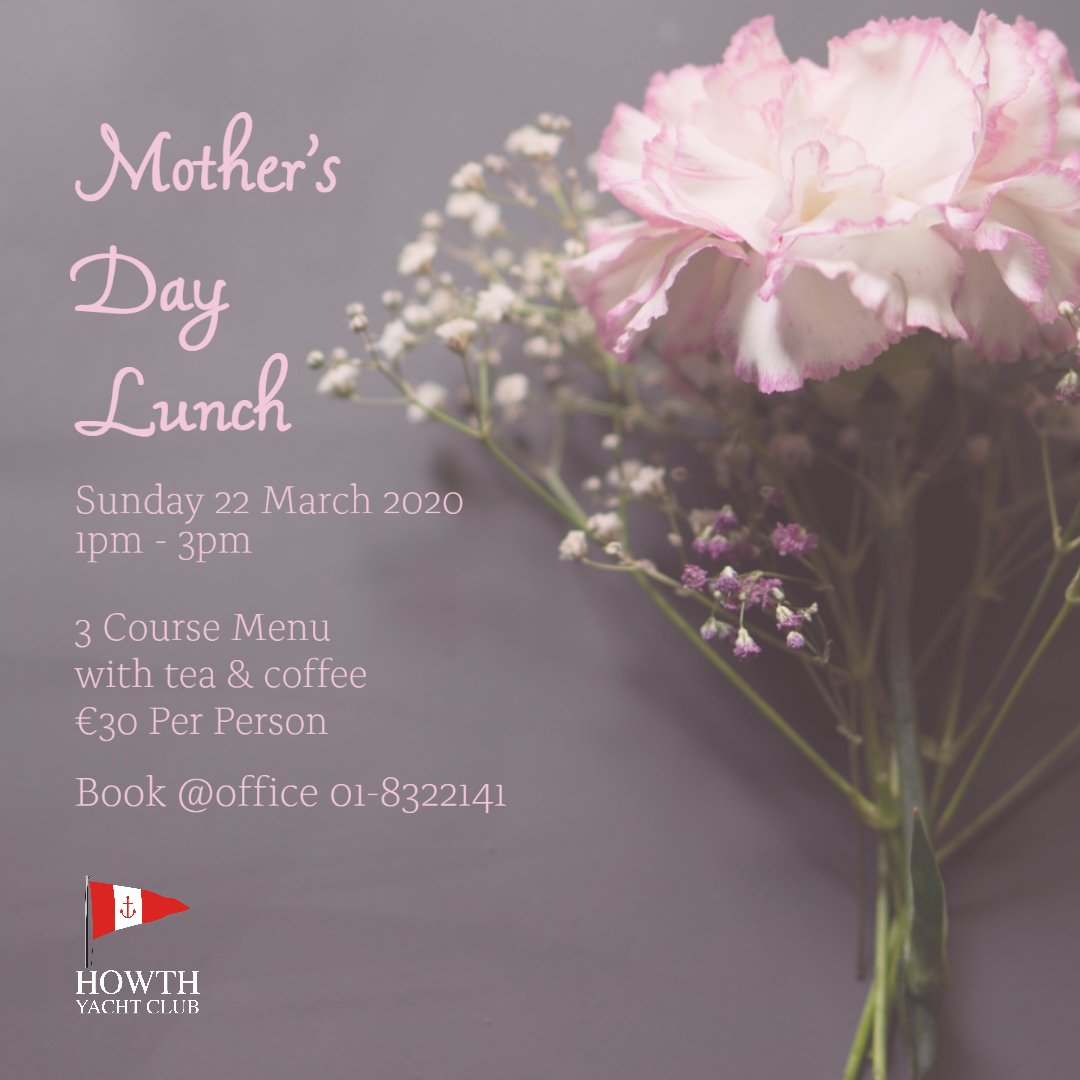 Mother's
Day
Lunch
Sunday 22 March 2020
1pm - 3pm
3 Course Menu
with tea & coffee
€30 Per Person
Book @office 01-8322141
HOWTH
YACHT CLUB